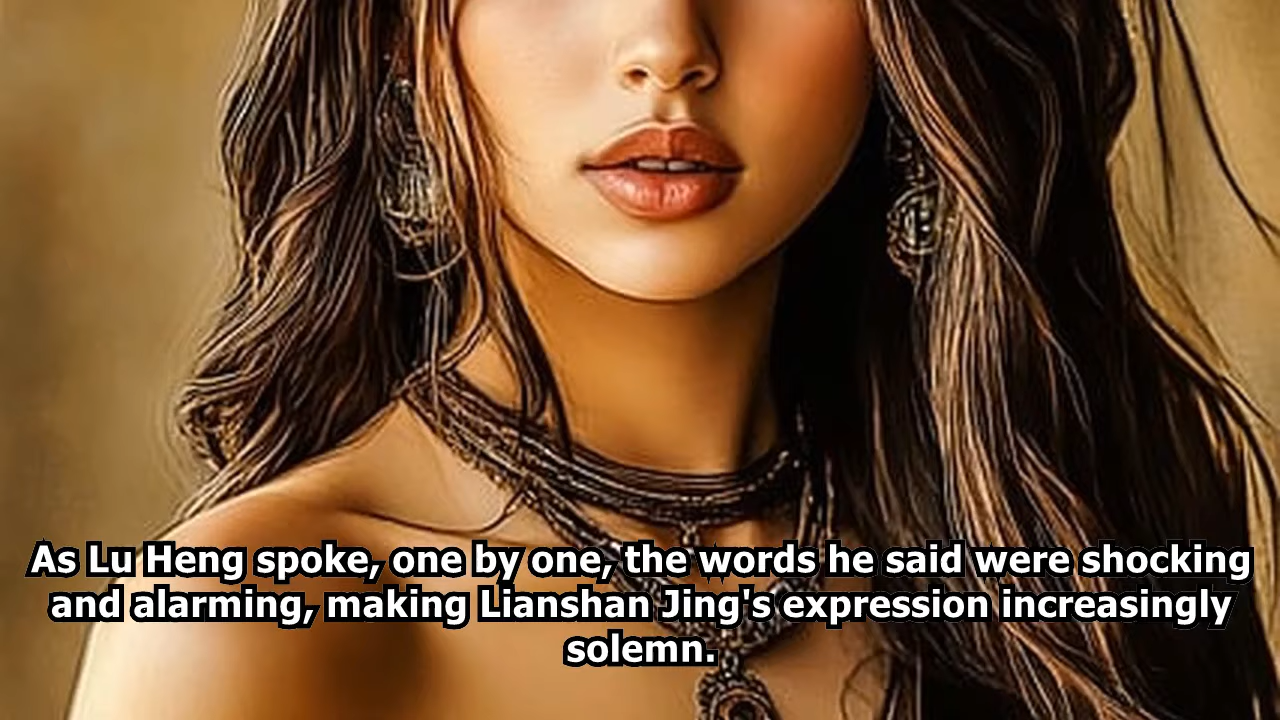 As Lu Heng spoke, one by one, the words he said were shocking
and alarming, making Lianshan Jing's expression increasingly
solemn.